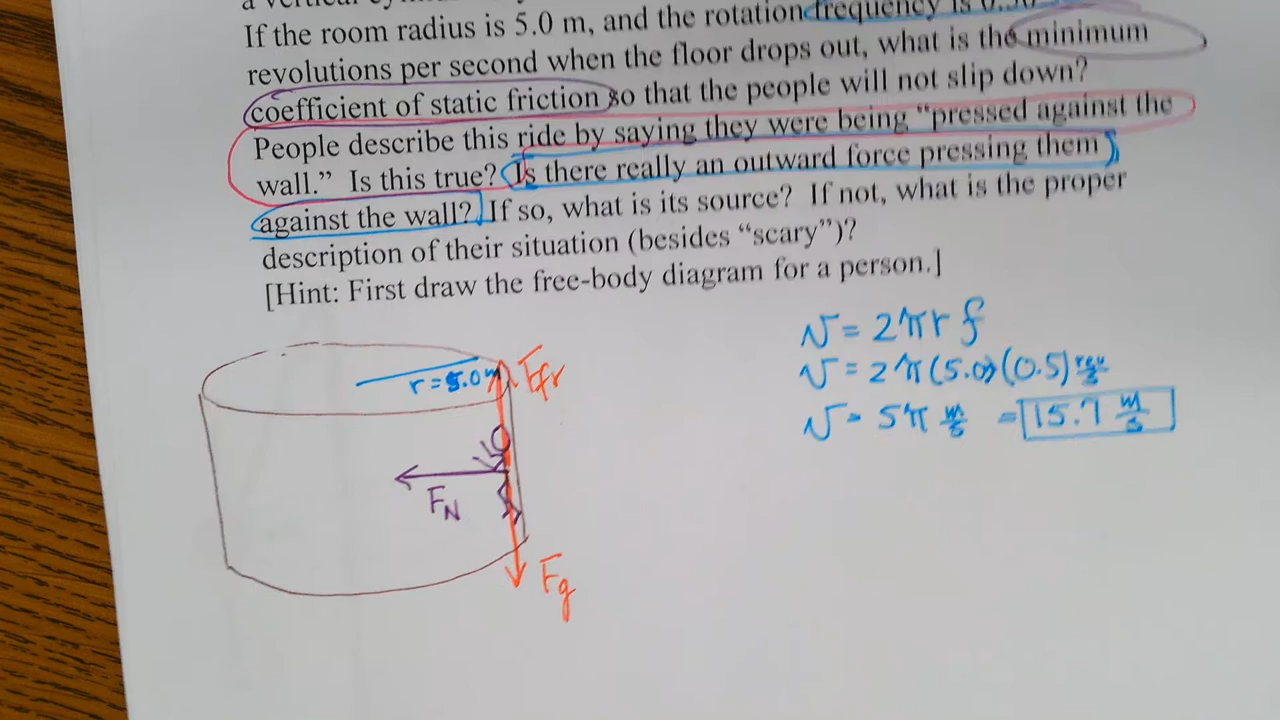 a vertical
If the room radius is 5.0 m, and the rotation frequency is 0.50
revolutions per second when the floor drops out, what is the minimum
coefficient of static friction so that the people will not slip down?
People describe this ride by saying they were being “pressed against the
wall.” Is this true? Is there really an outward force pressing them
against the wall? If so, what is its source? If not, what is the proper
description of their situation (besides “scary”)?
[Hint: First draw the free-body diagram for a person.]
v = 2πr f
v = 2π(5.0)(0.5) rev/s
v = 5π m/s = 15.7 m/s
r = 5.0m
Ffr
FN
Fg